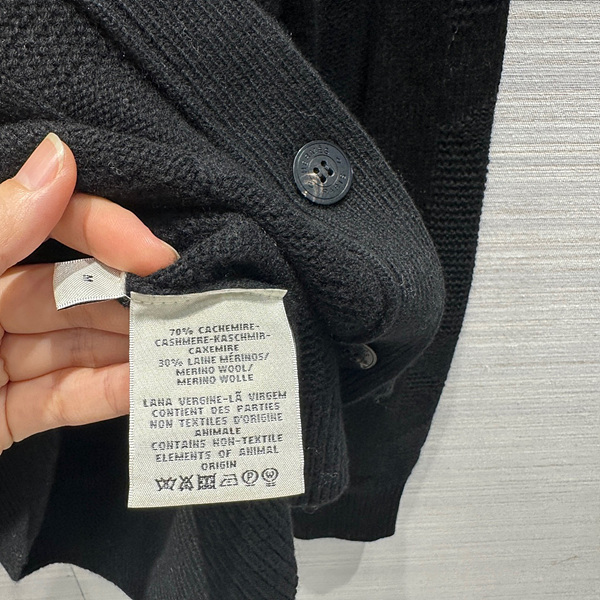 M
70% CACHEMIRE-
CASHMERE-KASCHMIR-
CAXEMIRE
30% LAINE MÉRINOS/
MERINO WOOL/
MERINO WOLLE
LANA VERGINE-LÃ VIRGEM
CONTIENT DES PARTIES
NON TEXTILES D'ORIGINE
ANIMALE
CONTAINS NON-TEXTILE
ELEMENTS OF ANIMAL
ORIGIN
P W